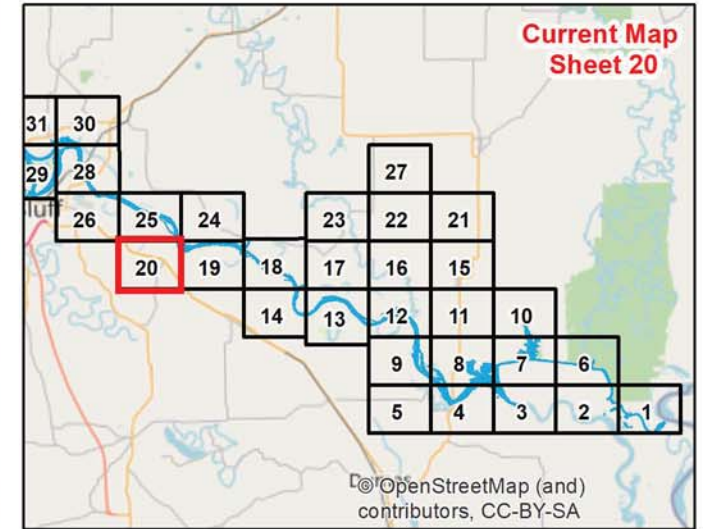 Current Map
Sheet 20
31 30
29 28 27
luff 26 25 24 23 22 21
20 19 18 17 16 15
14 13 12 11 10
9 8 7 6
5 4 3 2 1
© OpenStreetMap (and)
contributors, CC-BY-SA